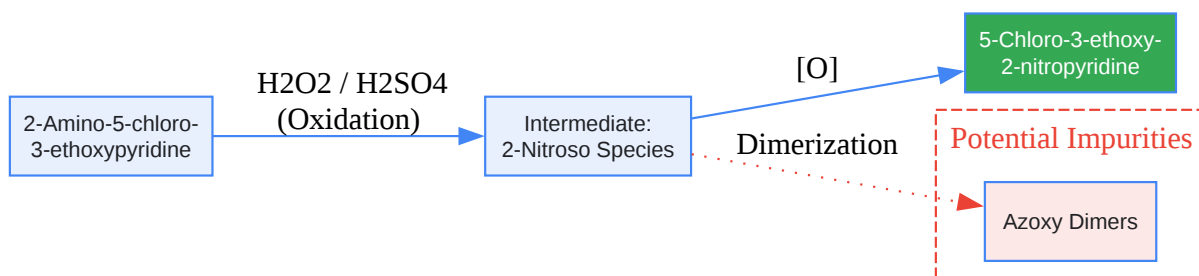 2-Amino-5-chloro-
3-ethoxypyridine
H2O2 / H2SO4
(Oxidation)
Intermediate:
2-Nitroso Species
[O]
5-Chloro-3-ethoxy-
2-nitropyridine
Dimerization
Potential Impurities
Azoxy Dimers